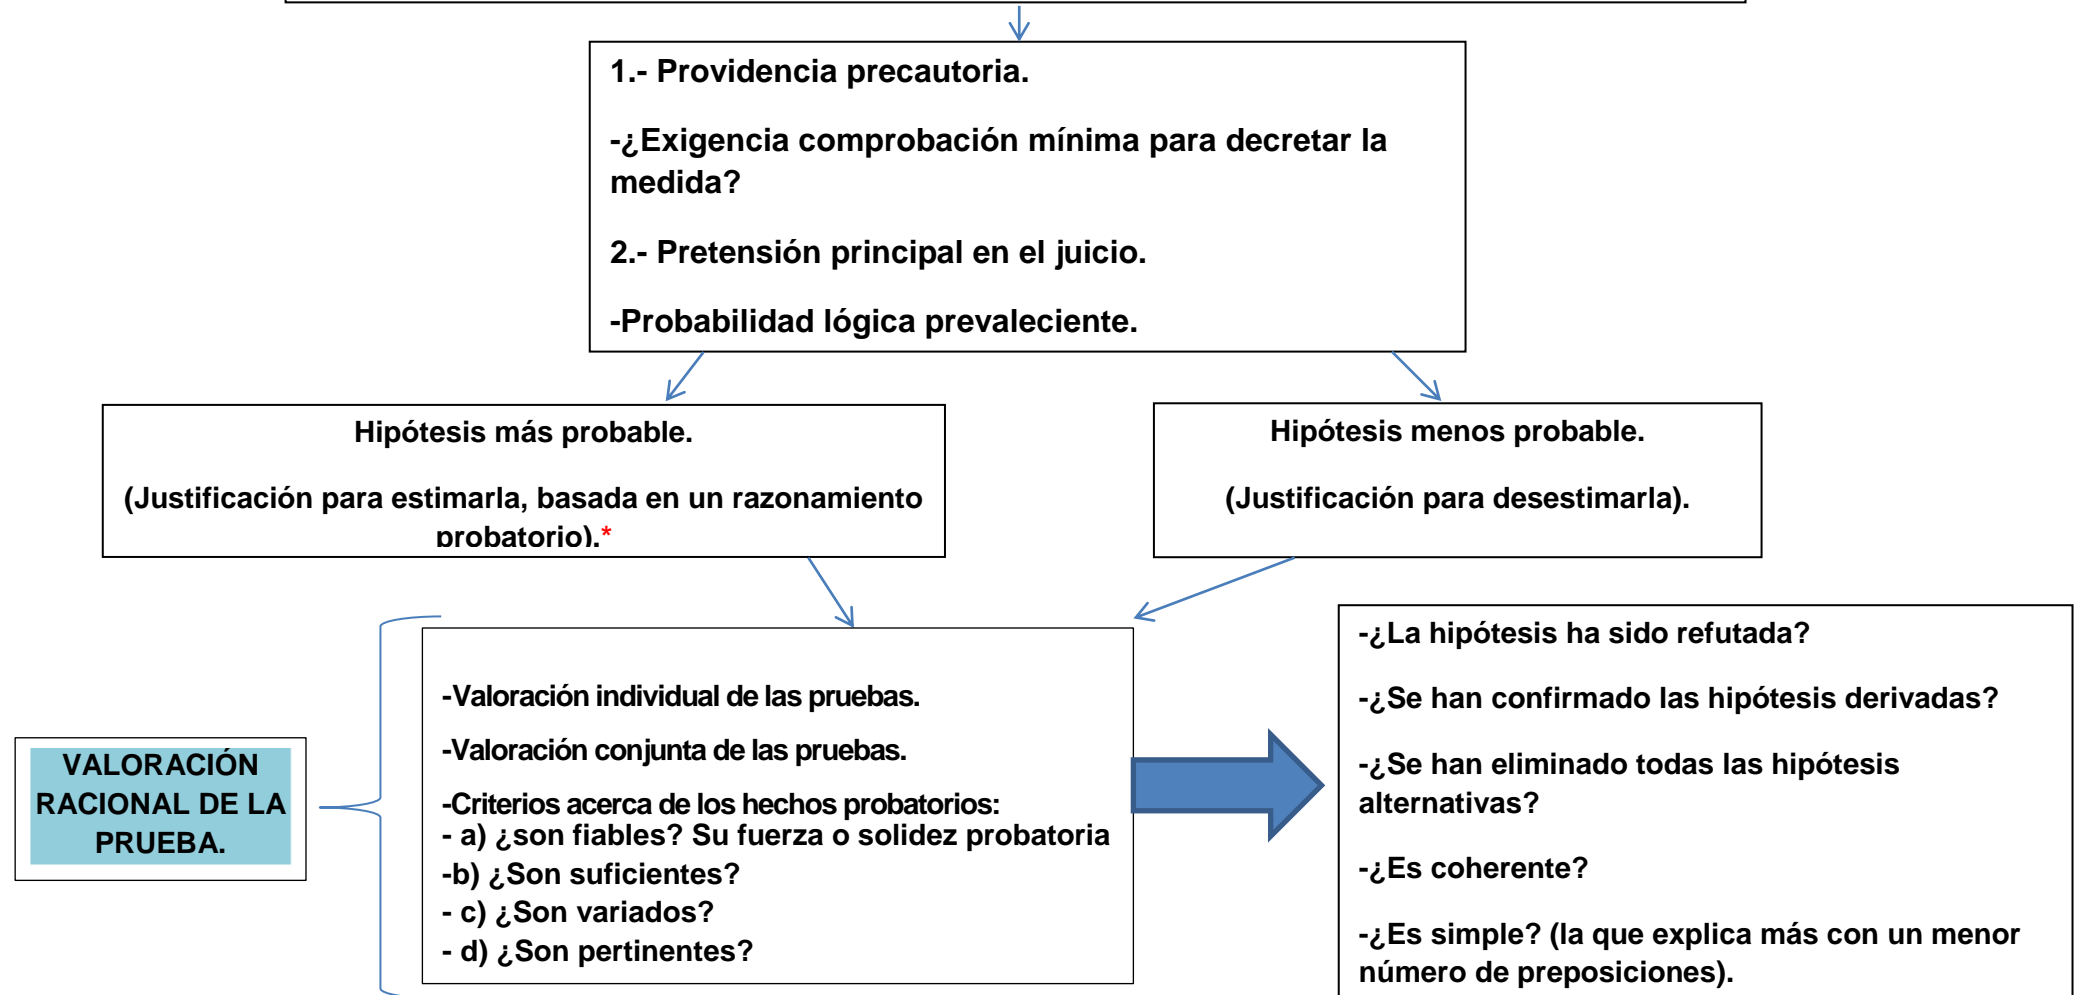 1.- Providencia precautoria.
-¿Exigencia comprobación mínima para decretar la
medida?
2.- Pretensión principal en el juicio.
-Probabilidad lógica prevaleciente.
Hipótesis más probable.
(Justificación para estimarla, basada en un razonamiento
probatorio).*
Hipótesis menos probable.
(Justificación para desestimarla).
VALORACIÓN
RACIONAL DE LA
PRUEBA.
-Valoración individual de las pruebas.
-Valoración conjunta de las pruebas.
-Criterios acerca de los hechos probatorios:
- a) ¿son fiables? Su fuerza o solidez probatoria
-b) ¿Son suficientes?
- c) ¿Son variados?
- d) ¿Son pertinentes?
-¿La hipótesis ha sido refutada?
-¿Se han confirmado las hipótesis derivadas?
-¿Se han eliminado todas las hipótesis
alternativas?
-¿Es coherente?
-¿Es simple? (la que explica más con un menor
número de preposiciones).